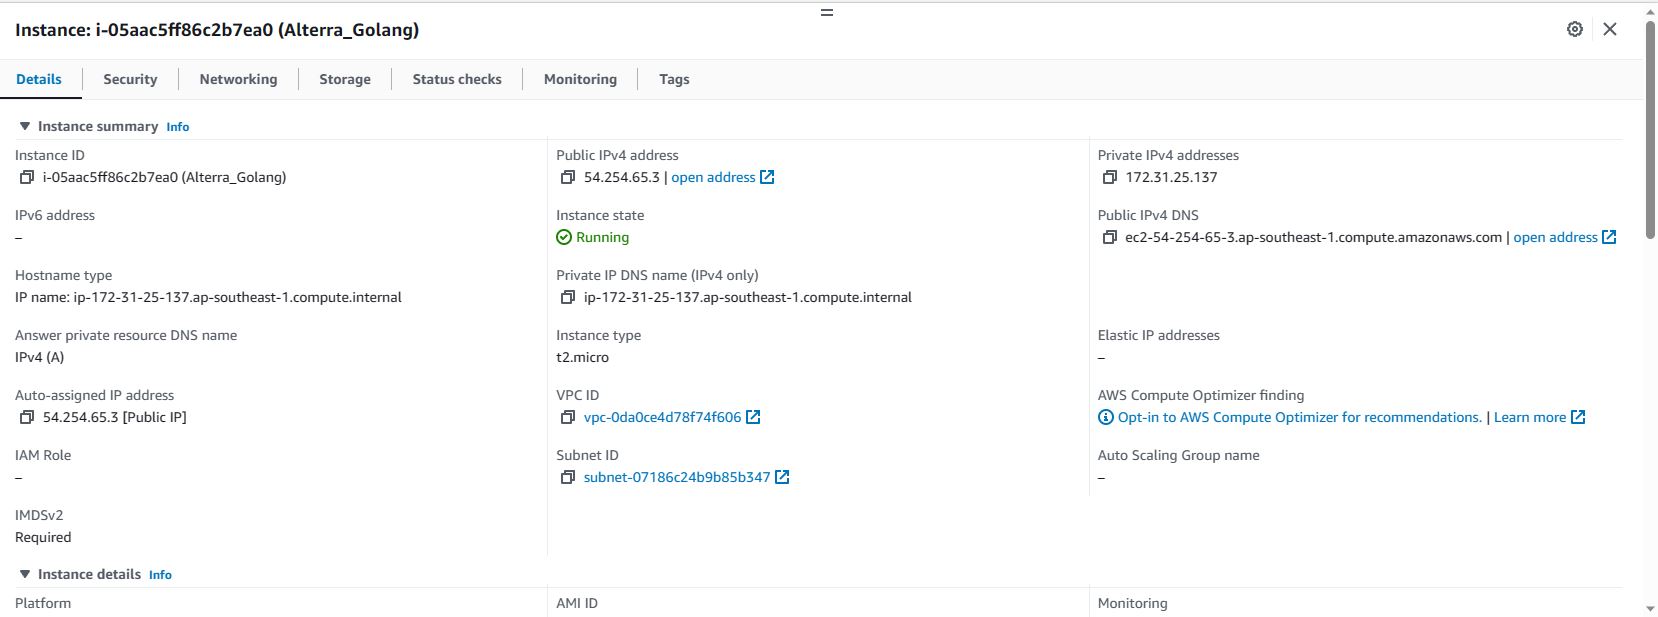 Instance: i-05aac5ff86c2b7ea0 (Alterra_Golang)
Details Security Networking Storage Status checks Monitoring Tags
Instance summary Info
Instance ID
i-05aac5ff86c2b7ea0 (Alterra_Golang)
Public IPv4 address
54.254.65.3 | open address
Private IPv4 addresses
172.31.25.137
IPv6 address
–
Instance state
Running
Public IPv4 DNS
ec2-54-254-65-3.ap-southeast-1.compute.amazonaws.com | open address
Hostname type
IP name: ip-172-31-25-137.ap-southeast-1.compute.internal
Private IP DNS name (IPv4 only)
ip-172-31-25-137.ap-southeast-1.compute.internal
Answer private resource DNS name
IPv4 (A)
Instance type
t2.micro
Elastic IP addresses
–
Auto-assigned IP address
54.254.65.3 [Public IP]
VPC ID
vpc-0da0ce4d78f74f606
AWS Compute Optimizer finding
Opt-in to AWS Compute Optimizer for recommendations. | Learn more
IAM Role
–
Subnet ID
subnet-07186c24b9b85b347
Auto Scaling Group name
–
IMDSv2
Required
Instance details Info
Platform
AMI ID
Monitoring